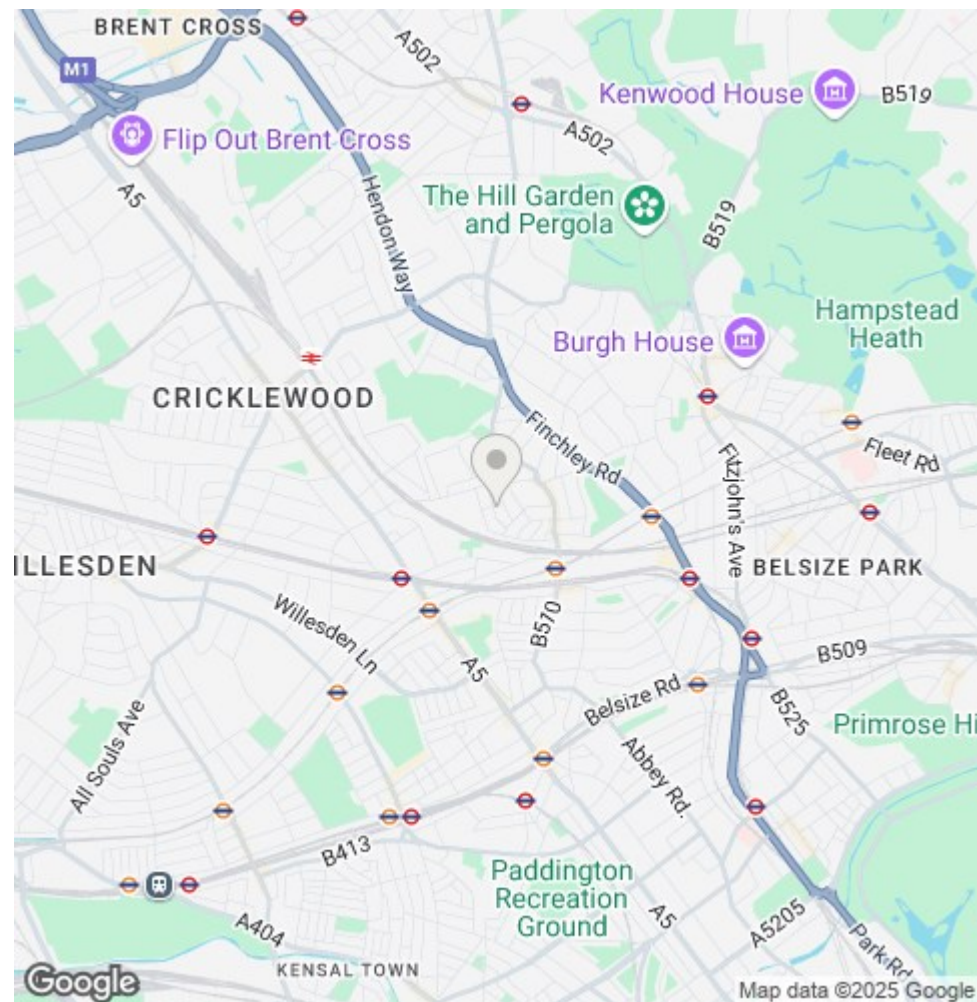 BRENT CROSS
A502
M1
Kenwood House
B519
Flip Out Brent Cross
A502
A5
Hendon Way
The Hill Garden
and Pergola
B519
Hampstead
Heath
Burgh House
CRICKLEWOOD
Finchley Rd
Fitzjohn's Ave
Fleet Rd
ILLESDEN
BELSIZE PARK
Willesden Ln
B510
A5
B509
Belsize Rd
B525
Primrose Hi
All Souls Ave
Abbey Rd.
B413
Paddington
Recreation
Ground
A5
A5205
Park Rd
A404
KENSAL TOWN
Google
Map data ©2025 Google